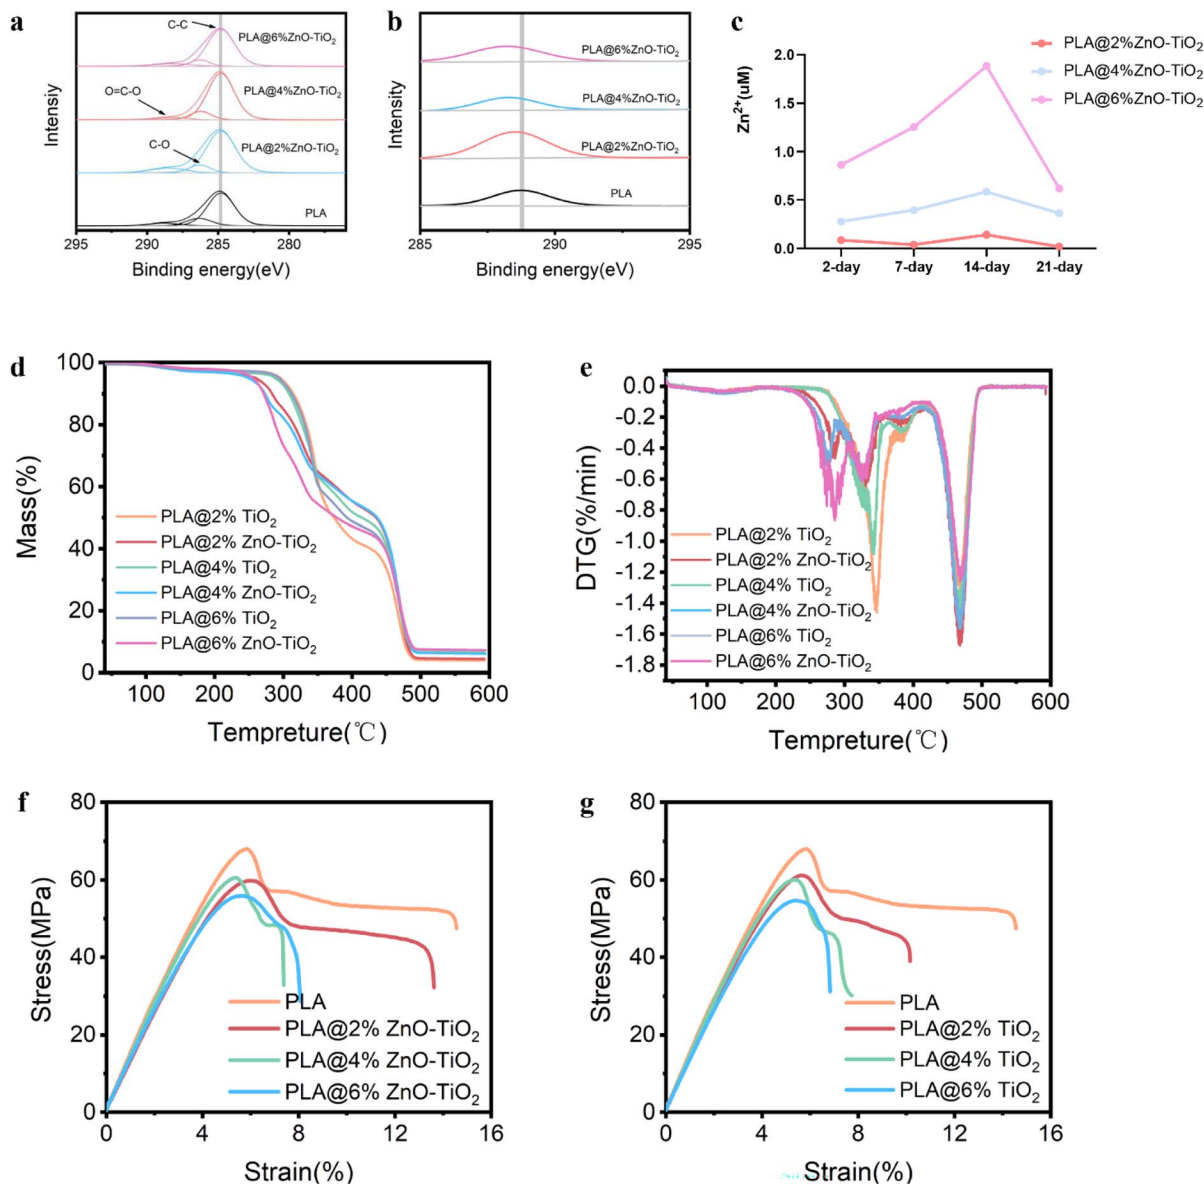 a
C-C
PLA@6%ZnO-TiO₂
O=C-O
PLA@4%ZnO-TiO₂
C-O
PLA@2%ZnO-TiO₂
PLA
Intensiy
295 290 285 280
Binding energy(eV)
b
PLA@6%ZnO-TiO₂
PLA@4%ZnO-TiO₂
PLA@2%ZnO-TiO₂
PLA
Intensity
285 290 295
Binding energy(eV)
c
PLA@2%ZnO-TiO₂
PLA@4%ZnO-TiO₂
PLA@6%ZnO-TiO₂
Zn²⁺(uM)
2.0
1.5
1.0
0.5
0.0
2-day 7-day 14-day 21-day
d
Mass(%)
100
80
60
40
20
0
PLA@2% TiO₂
PLA@2% ZnO-TiO₂
PLA@4% TiO₂
PLA@4% ZnO-TiO₂
PLA@6% TiO₂
PLA@6% ZnO-TiO₂
100 200 300 400 500 600
Tempreture(℃)
e
DTG(%/min)
0.0
-0.2
-0.4
-0.6
-0.8
-1.0
-1.2
-1.4
-1.6
-1.8
PLA@2% TiO₂
PLA@2% ZnO-TiO₂
PLA@4% TiO₂
PLA@4% ZnO-TiO₂
PLA@6% TiO₂
PLA@6% ZnO-TiO₂
100 200 300 400 500 600
Tempreture(℃)
f
Stress(MPa)
80
60
40
20
0
PLA
PLA@2% ZnO-TiO₂
PLA@4% ZnO-TiO₂
PLA@6% ZnO-TiO₂
0 4 8 12 16
Strain(%)
g
Stress(MPa)
80
60
40
20
0
PLA
PLA@2% TiO₂
PLA@4% TiO₂
PLA@6% TiO₂
0 4 8 12 16
Strain(%)